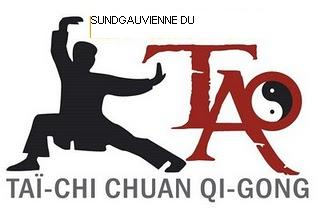 SUNDGAUVIENNE DU
TAO
TAÏ-CHI CHUAN QI-GONG